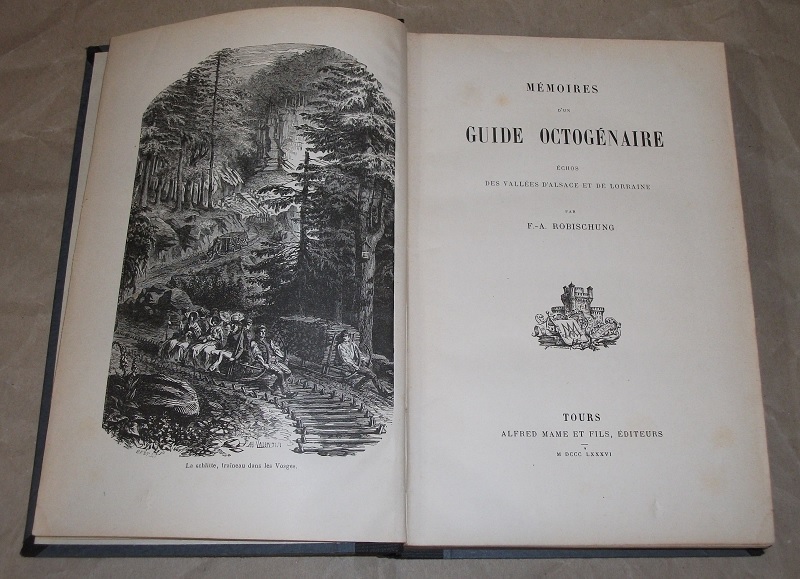 La schlitte, traîneau dans les Vosges.
MÉMOIRES
D'UN
GUIDE OCTOGÉNAIRE
ÉCHOS
DES VALLÉES D'ALSACE ET DE LORRAINE
PAR
F.-A. ROBISCHUNG
TOURS
ALFRED MAME ET FILS, ÉDITEURS
M DCCC LXXXVI